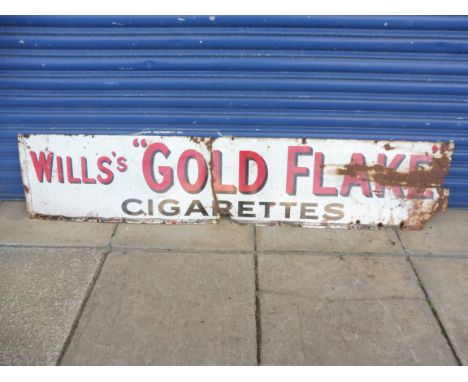 WILLS'S "GOLD FLAKE"
CIGARETTES